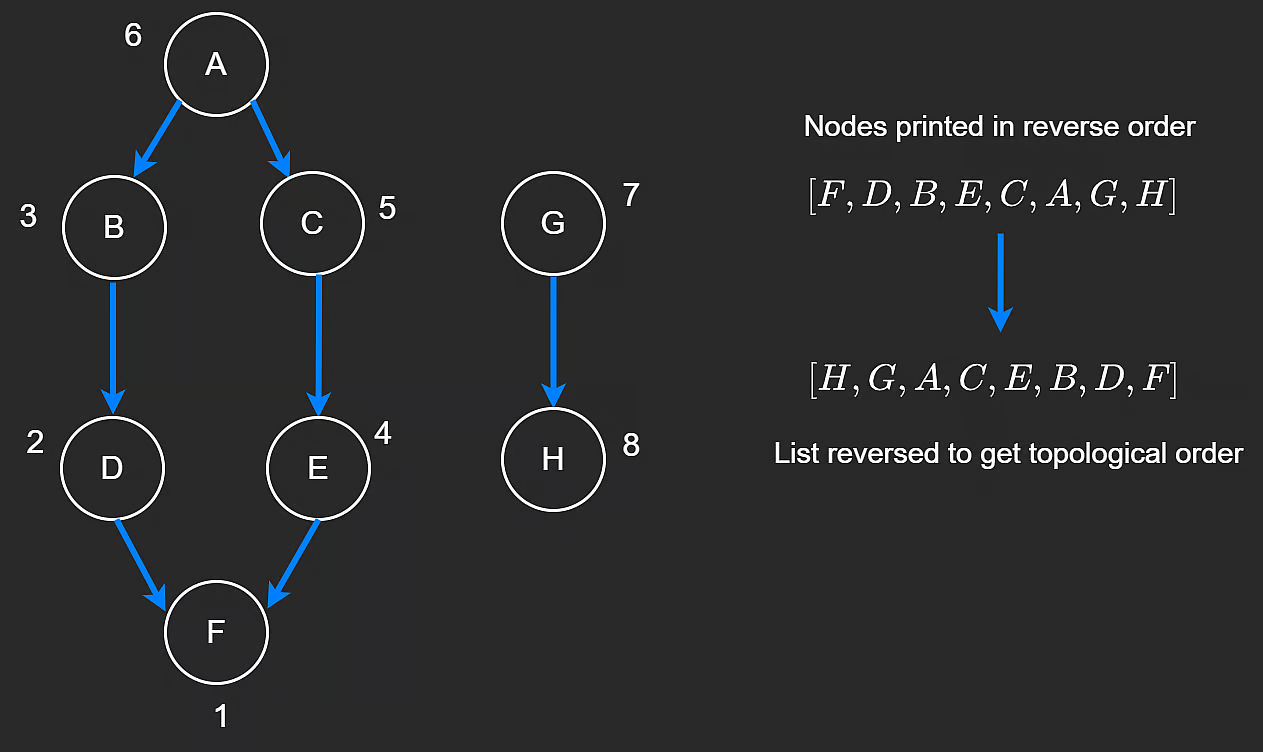 6
A
Nodes printed in reverse order
[F, D, B, E, C, A, G, H]
3
B
C
5
G
7
[H, G, A, C, E, B, D, F]
List reversed to get topological order
2
D
E
4
H
8
F
1